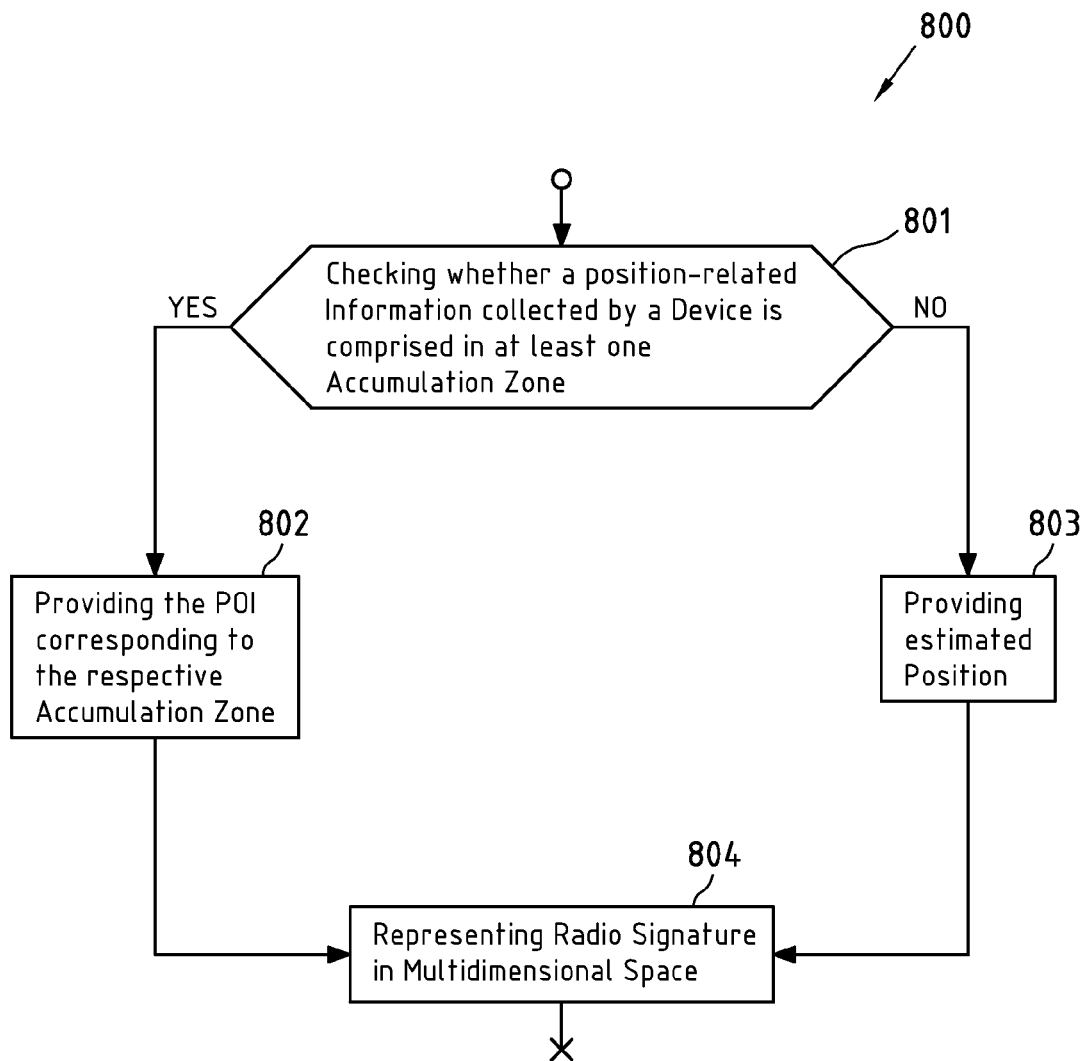 800
801
Checking whether a position-related
Information collected by a Device is
comprised in at least one
Accumulation Zone
YES
NO
802
Providing the POI
corresponding to
the respective
Accumulation Zone
803
Providing
estimated
Position
804
Representing Radio Signature
in Multidimensional Space